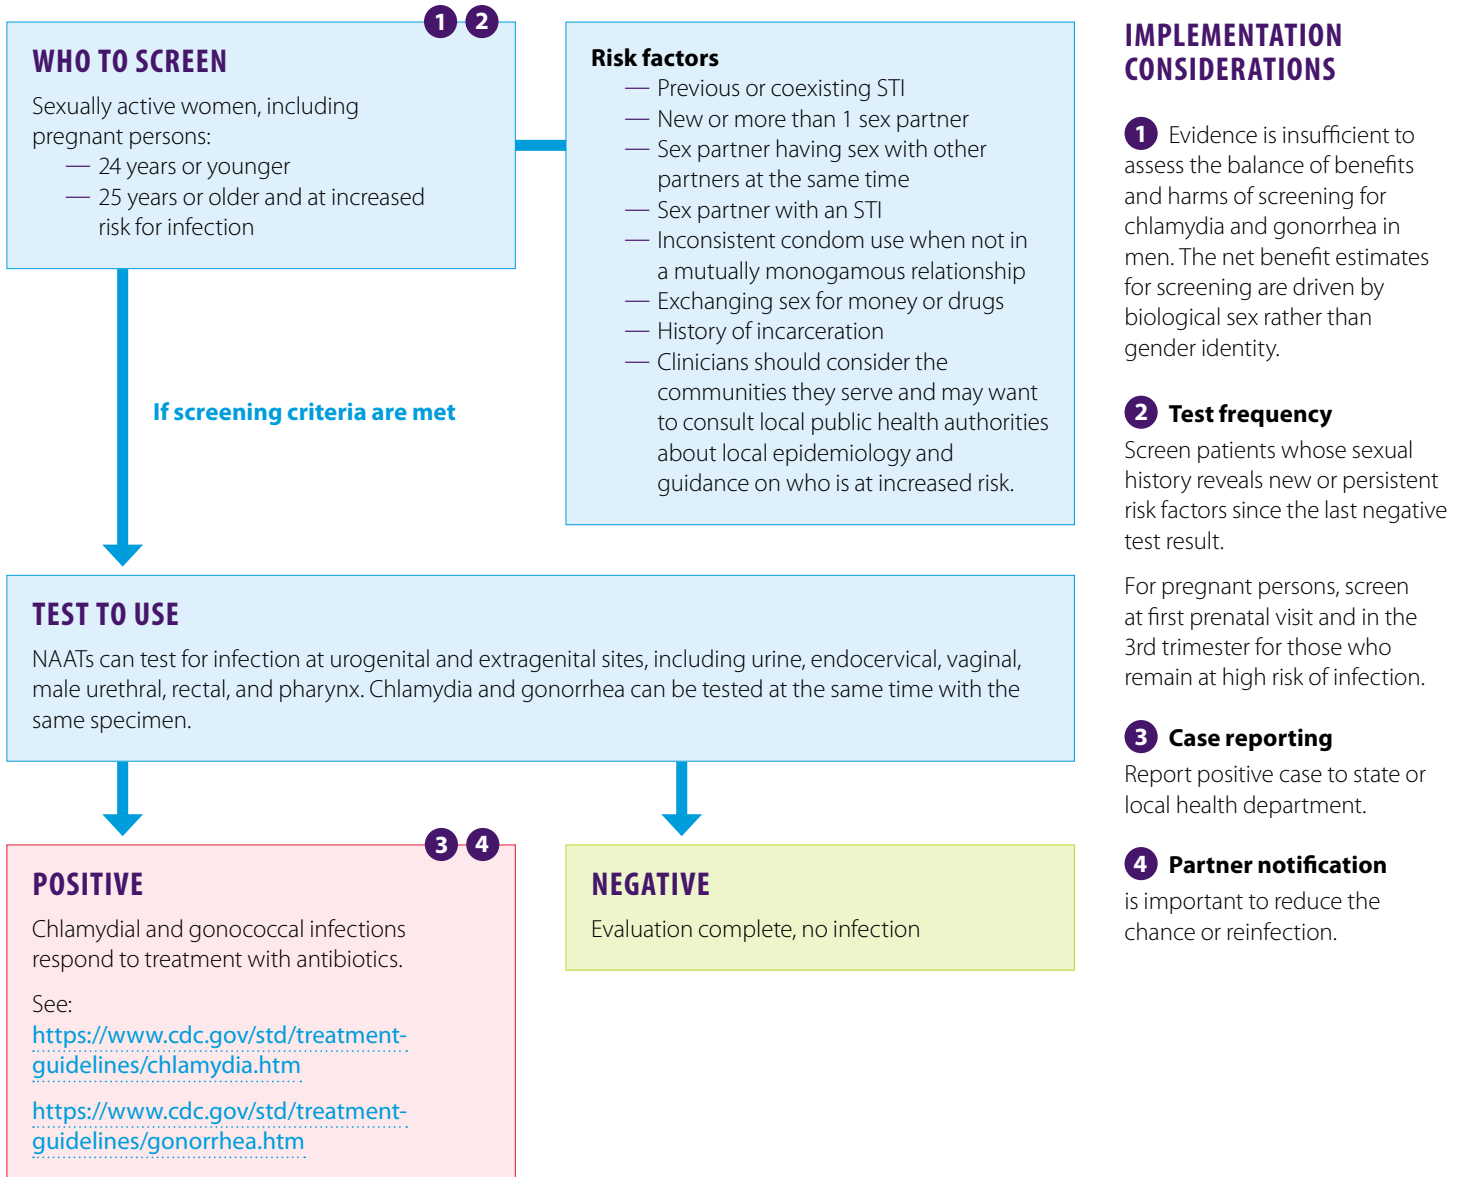 1 2
WHO TO SCREEN
Sexually active women, including
pregnant persons:
— 24 years or younger
— 25 years or older and at increased
risk for infection
Risk factors
— Previous or coexisting STI
— New or more than 1 sex partner
— Sex partner having sex with other
partners at the same time
— Sex partner with an STI
— Inconsistent condom use when not in
a mutually monogamous relationship
— Exchanging sex for money or drugs
— History of incarceration
— Clinicians should consider the
communities they serve and may want
to consult local public health authorities
about local epidemiology and
guidance on who is at increased risk.
If screening criteria are met
TEST TO USE
NAATs can test for infection at urogenital and extragenital sites, including urine, endocervical, vaginal,
male urethral, rectal, and pharynx. Chlamydia and gonorrhea can be tested at the same time with the
same specimen.
3 4
POSITIVE
Chlamydial and gonococcal infections
respond to treatment with antibiotics.
See:
https://www.cdc.gov/std/treatment-
guidelines/chlamydia.htm
https://www.cdc.gov/std/treatment-
guidelines/gonorrhea.htm
NEGATIVE
Evaluation complete, no infection
IMPLEMENTATION
CONSIDERATIONS
1 Evidence is insufficient to
assess the balance of benefits
and harms of screening for
chlamydia and gonorrhea in
men. The net benefit estimates
for screening are driven by
biological sex rather than
gender identity.
2 Test frequency
Screen patients whose sexual
history reveals new or persistent
risk factors since the last negative
test result.
For pregnant persons, screen
at first prenatal visit and in the
3rd trimester for those who
remain at high risk of infection.
3 Case reporting
Report positive case to state or
local health department.
4 Partner notification
is important to reduce the
chance or reinfection.